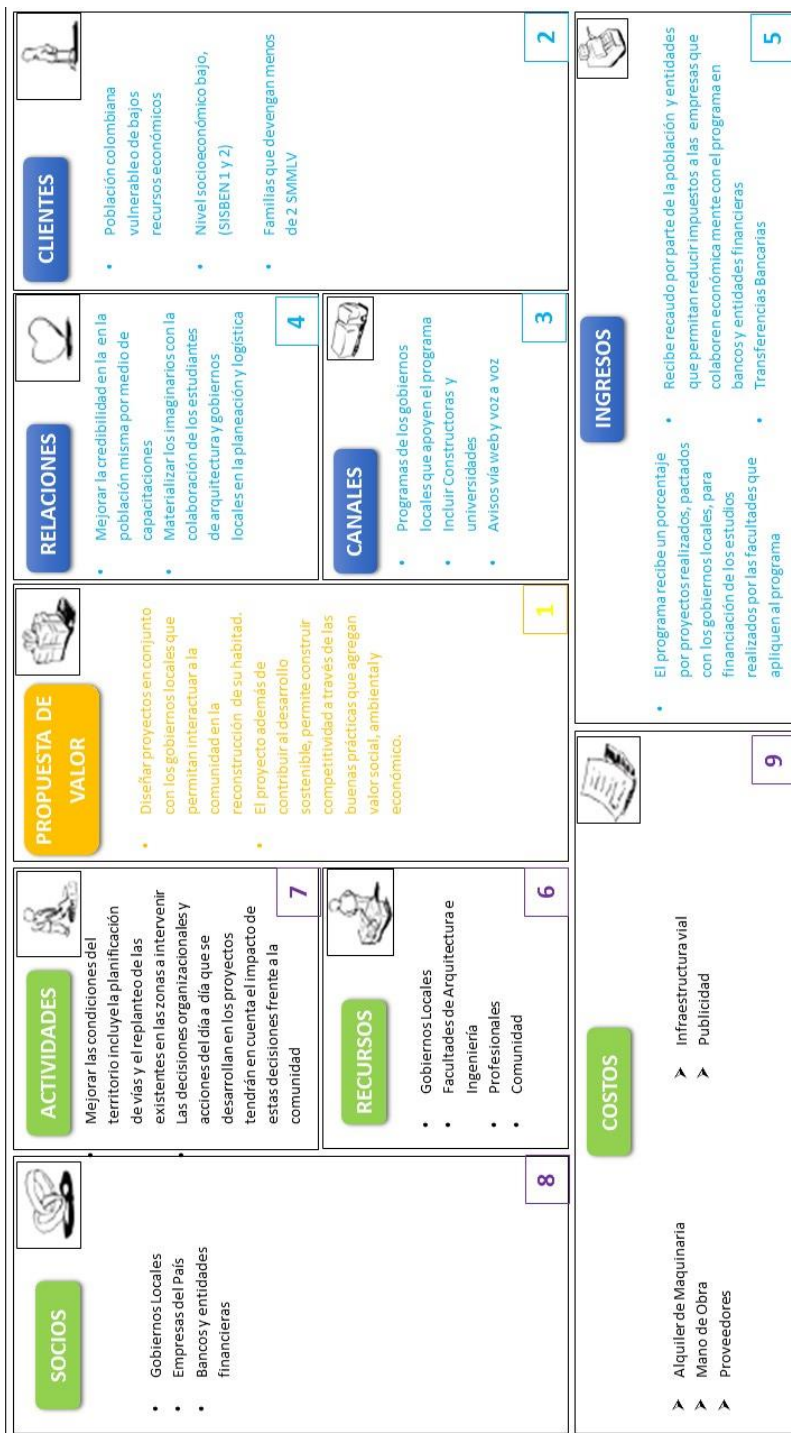 SOCIOS
• Gobiernos Locales
• Empresas del País
• Bancos y entidades
financieras
8
ACTIVIDADES
• Mejorar las condiciones del
territorio incluye la planificación
de vías y el replanteo de las
existentes en las zonas a intervenir
• Las decisiones organizacionales y
acciones del día a día que se
desarrollan en los proyectos
tendrán en cuenta el impacto de
estas decisiones frente a la
comunidad
7
RECURSOS
• Gobiernos Locales
• Facultades de Arquitectura e
Ingeniería
• Profesionales
• Comunidad
6
PROPUESTA DE
VALOR
• Diseñar proyectos en conjunto
con los gobiernos locales que
permitan interactuar a la
comunidad en la
reconstrucción de su habitad.
• El proyecto además de
contribuir al desarrollo
sostenible, permite construir
competitividad a través de las
buenas prácticas que agregan
valor social, ambiental y
económico.
1
RELACIONES
• Mejorar la credibilidad en la en la
población misma por medio de
capacitaciones
• Materializar los imaginarios con la
colaboración de los estudiantes
de arquitectura y gobiernos
locales en la planeación y logística
4
CANALES
• Programas de los gobiernos
locales que apoyen el programa
• Incluir Constructoras y
universidades
• Avisos vía web y voz a voz
3
CLIENTES
• Población colombiana
vulnerable o de bajos
recursos económicos
• Nivel socioeconómico bajo,
(SISBEN 1 y 2)
• Familias que devengan menos
de 2 SMMLV
2
COSTOS
➢ Alquiler de Maquinaria
➢ Mano de Obra
➢ Proveedores
➢ Infraestructura vial
➢ Publicidad
9
INGRESOS
• El programa recibe un porcentaje
por proyectos realizados, pactados
con los gobiernos locales, para
financiación de los estudios
realizados por las facultades que
apliquen al programa
• Recibe recaudo por parte de la población y entidades
que permitan reducir impuestos a las empresas que
colaboren económica mente con el programa en
bancos y entidades financieras
• Transferencias Bancarias
5